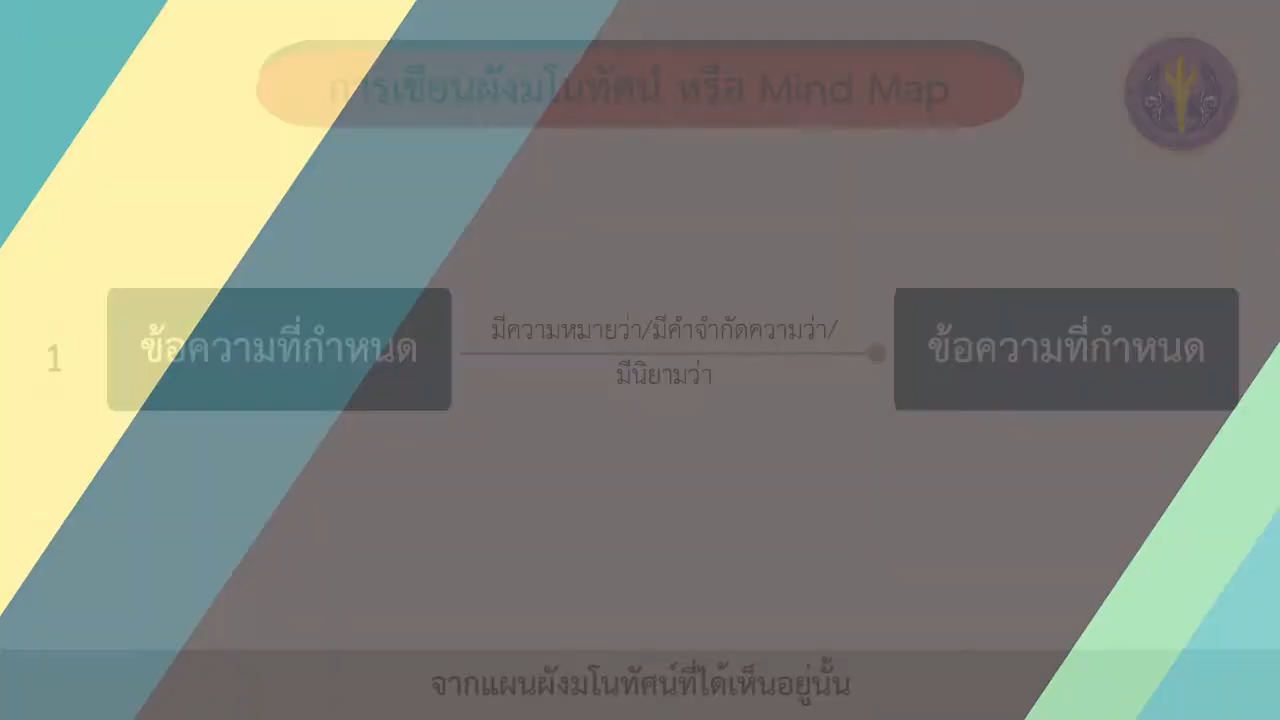 การเขียนผังมโนทัศน์ หรือ Mind Map
1
ข้อความที่กำหนด
มีความหมายว่า/มีคำจำกัดความว่า/
มีนิยามว่า
ข้อความที่กำหนด
จากแผนผังมโนทัศน์ที่ได้เห็นอยู่นั้น